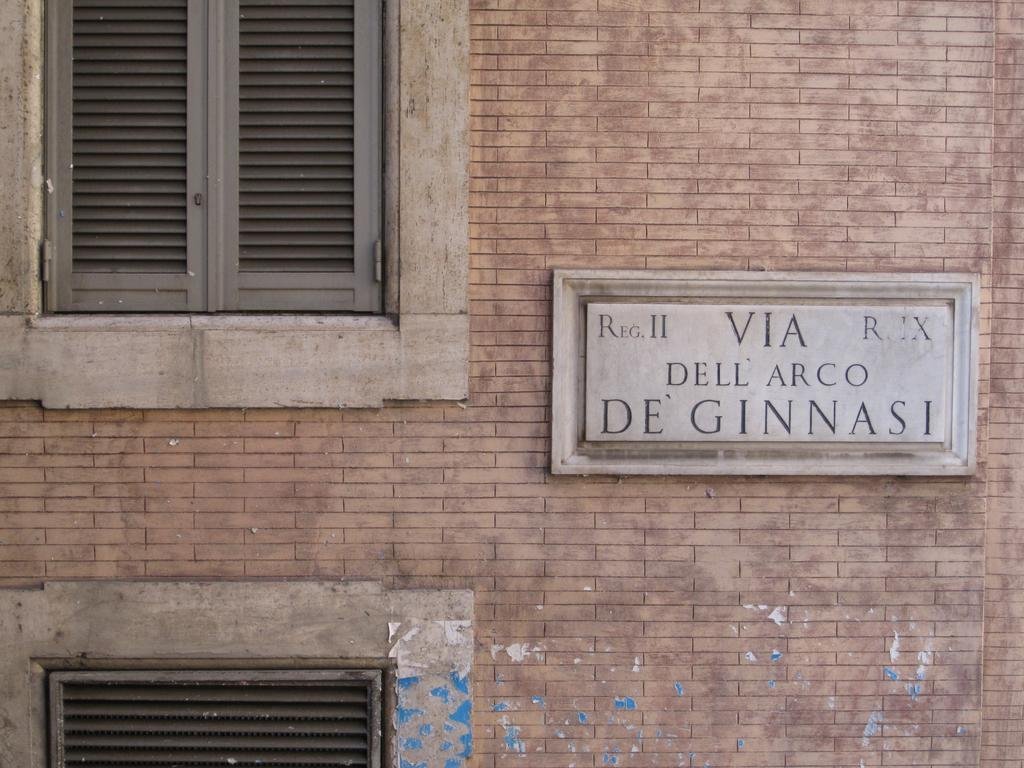 REG. II VIA R. IX
DELL' ARCO
DE' GINNASI